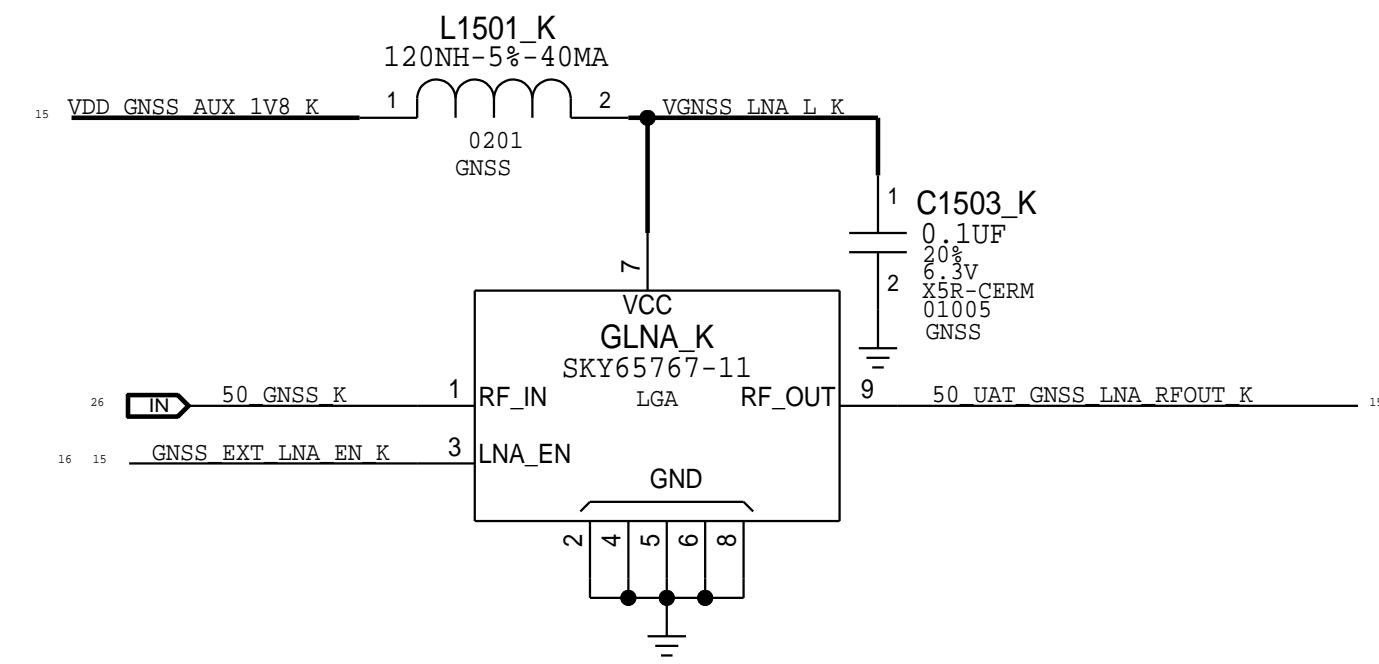 L1501_K
120NH-5%-40MA
15 VDD_GNSS_AUX_1V8_K 1 2 VGNSS_LNA_L_K
0201
GNSS
1 C1503_K
0.1UF
20%
6.3V
2 X5R-CERM
01005
GNSS
7
VCC
GLNA_K
SKY65767-11
LGA
26 IN 50_GNSS_K 1 RF_IN RF_OUT 9 50_UAT_GNSS_LNA_RFOUT_K
16 15 GNSS_EXT_LNA_EN_K 3 LNA_EN
GND
2 4 5 6 8